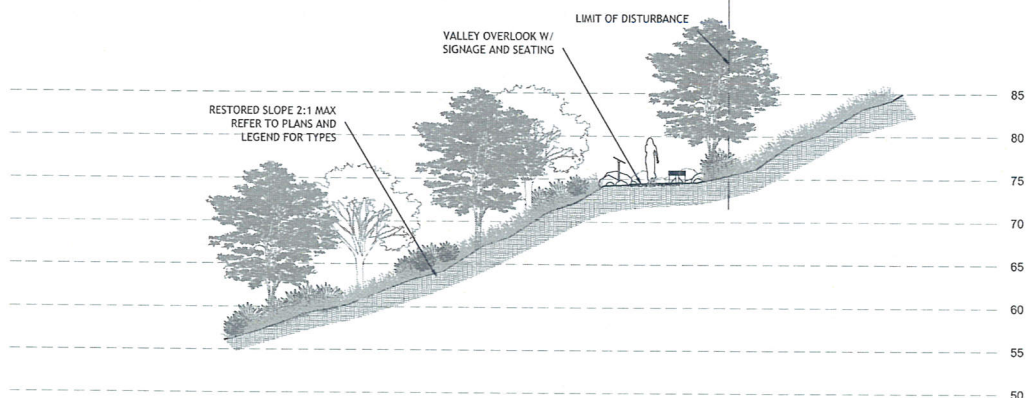 LIMIT OF DISTURBANCE
VALLEY OVERLOOK W/
SIGNAGE AND SEATING
RESTORED SLOPE 2:1 MAX
REFER TO PLANS AND
LEGEND FOR TYPES
85
80
75
70
65
60
55
50